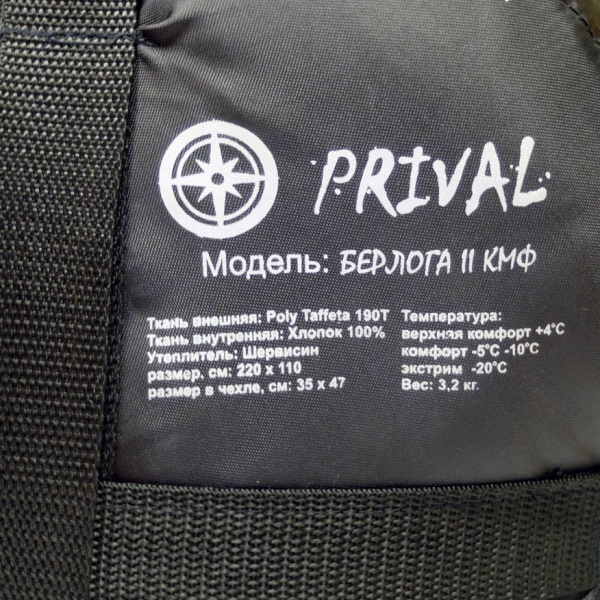 PRIVAL
Модель: БЕРЛОГА II КМФ
Ткань внешняя: Poly Taffeta 190T
Ткань внутренняя: Хлопок 100%
Утеплитель: Шервисин
размер, см: 220 x 110
размер в чехле, см: 35 x 47
Температура:
верхняя комфорт +4°C
комфорт -5°C -10°C
экстрим -20°C
Вес: 3,2 кг.